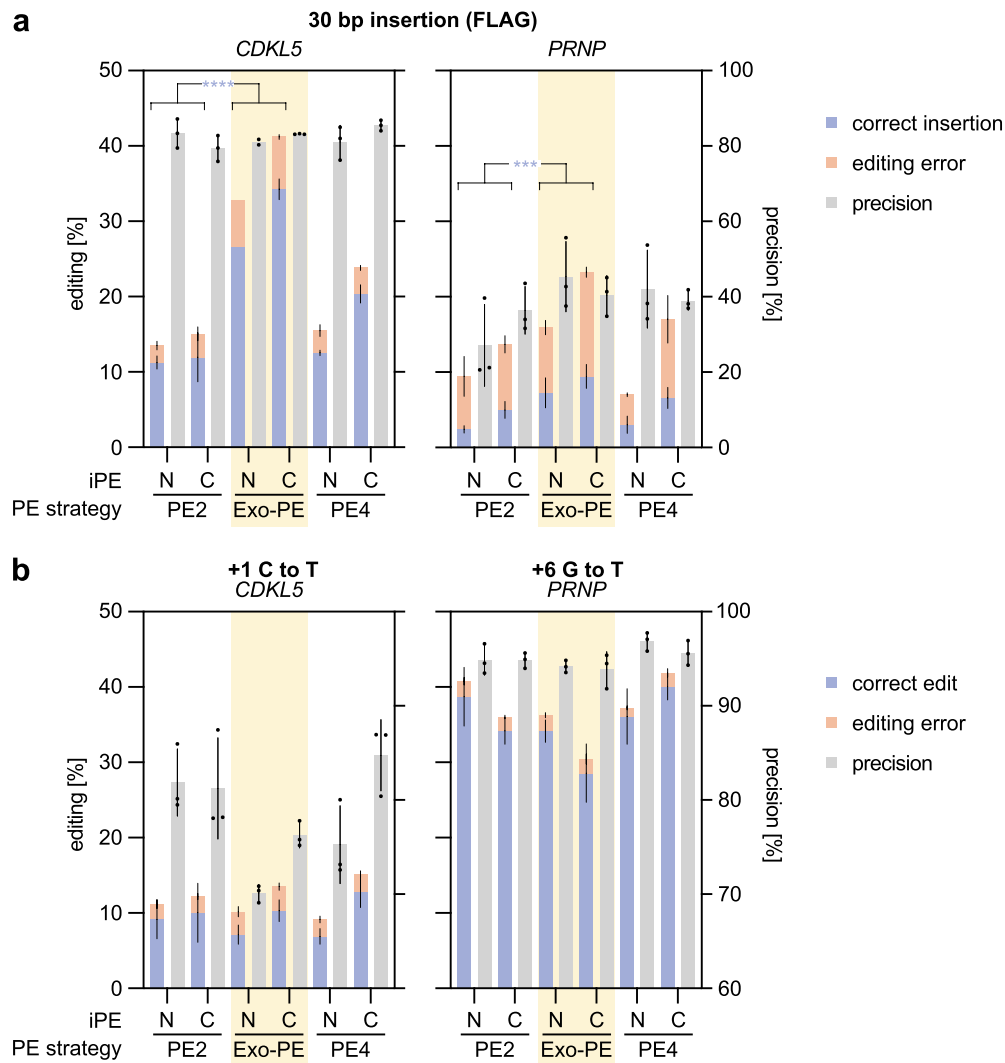 a
30 bp insertion (FLAG)
CDKL5
PRNP
50
40
30
20
10
0
editing [%]
****
***
100
80
60
40
20
0
precision [%]
correct insertion
editing error
precision
iPE
N C N C N C
N C N C N C
PE strategy
PE2 Exo-PE PE4
PE2 Exo-PE PE4
b
+1 C to T
CDKL5
+6 G to T
PRNP
50
40
30
20
10
0
editing [%]
100
90
80
70
60
precision [%]
correct edit
editing error
precision
iPE
N C N C N C
N C N C N C
PE strategy
PE2 Exo-PE PE4
PE2 Exo-PE PE4